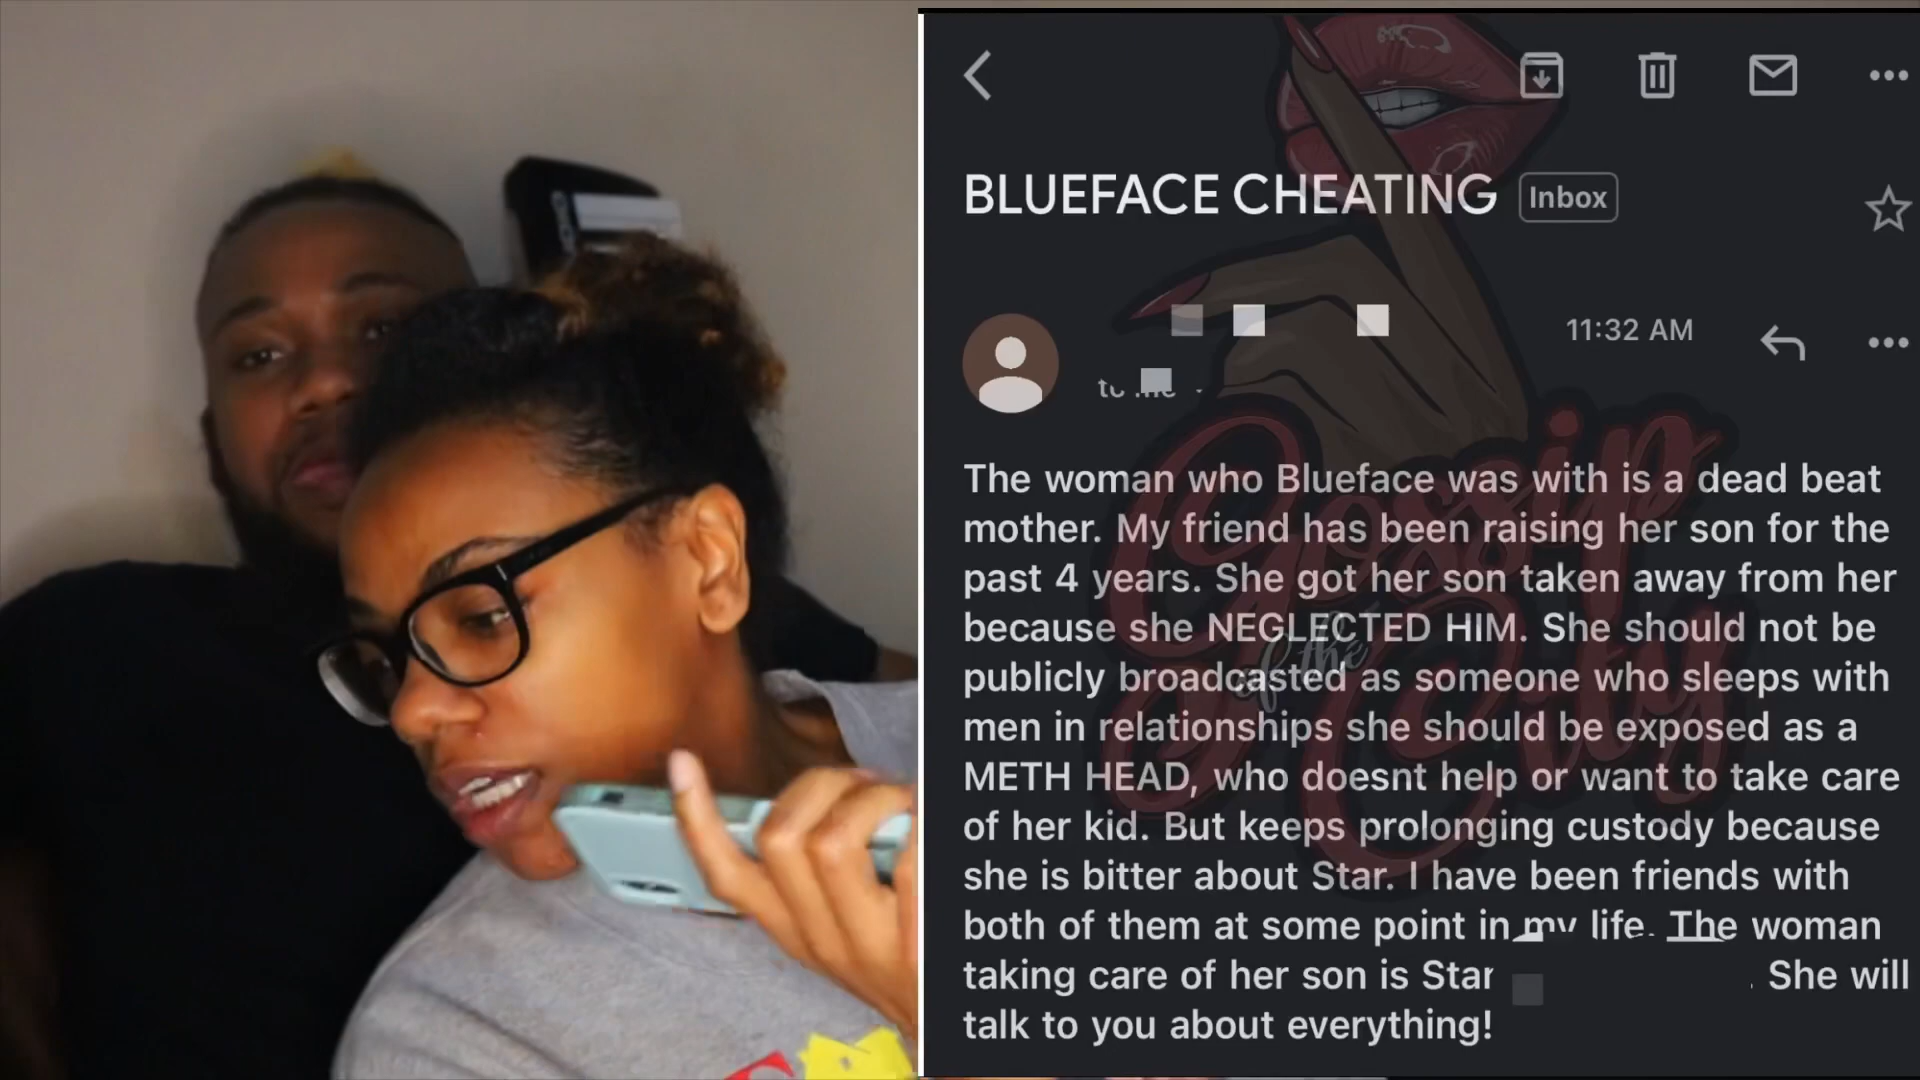 BLUEFACE CHEATING Inbox
11:32 AM
The woman who Blueface was with is a dead beat
mother. My friend has been raising her son for the
past 4 years. She got her son taken away from her
because she NEGLECTED HIM. She should not be
publicly broadcasted as someone who sleeps with
men in relationships she should be exposed as a
METH HEAD, who doesnt help or want to take care
of her kid. But keeps prolonging custody because
she is bitter about Star. I have been friends with
both of them at some point in my life. The woman
taking care of her son is Star . She will
talk to you about everything!
Gossip
of the
City